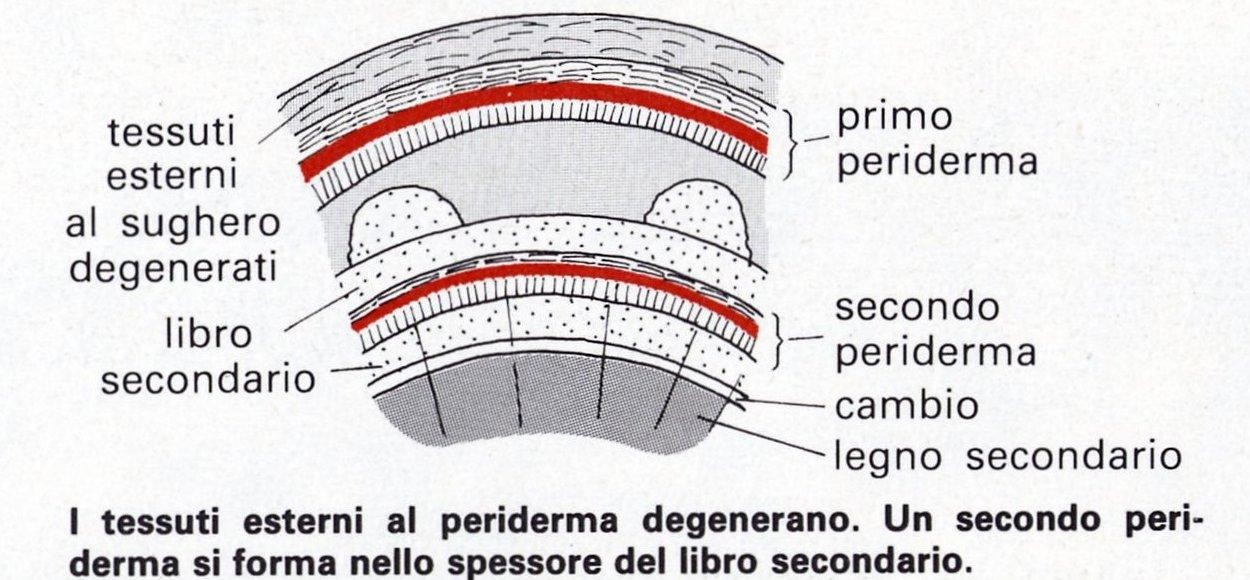 tessuti
esterni
al sughero
degenerati
libro
secondario
primo
periderma
secondo
periderma
cambio
legno secondario
I tessuti esterni al periderma degenerano. Un secondo peri-
derma si forma nello spessore del libro secondario.